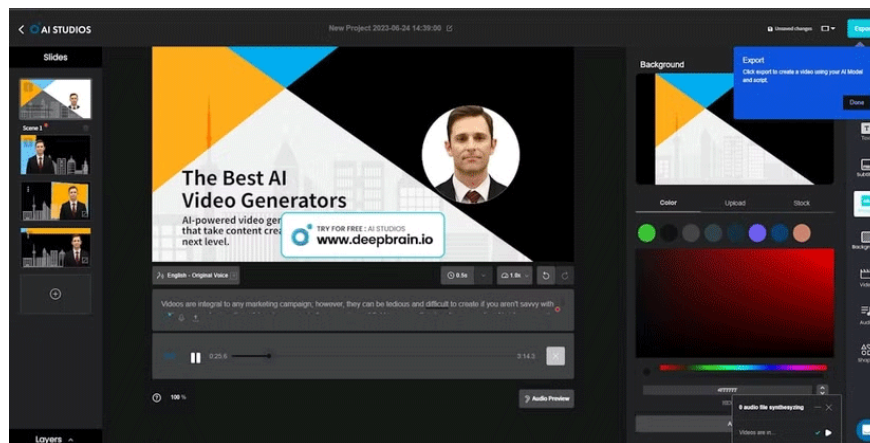 AI STUDIOS
New Project 2023-06-24 14:39:00
Unsaved changes
Export
Slides
Scene 1
Layers
The Best AI
Video Generators
AI-powered video
that take content
next level.
TRY FOR FREE : AI STUDIOS
www.deepbrain.io
English - Original Voice
0.5s
1.0x
Videos are integral to any marketing campaign; however, they can be tedious and difficult to create if you aren't savvy with
0:25.6
0:14.3
100 %
Audio Preview
Background
Export
Click export to create a video using your AI Model
and script.
Done
Color
Upload
Stock
0 audio file synthesyzing
Videos are in...